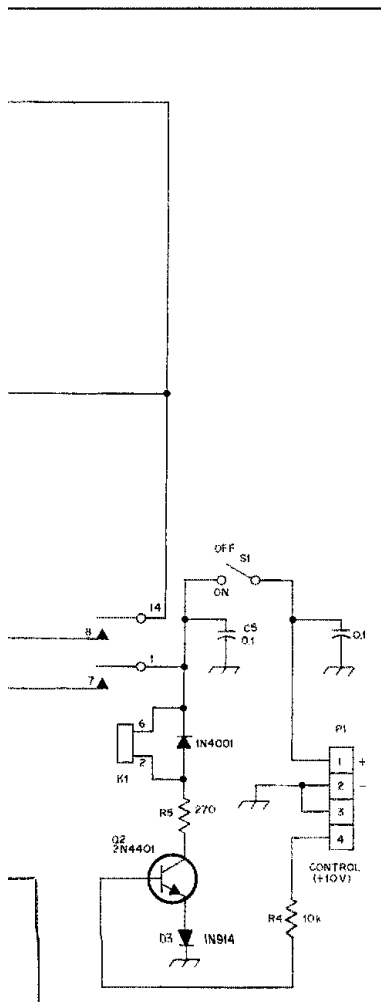 OFF
S1
ON
14
C5
0.1
0.1
8
1
7
P1
6
1N4001
1 +
2 -
K1
2
3
R5 270
4
Q2
2N4401
CONTROL
(+10V)
R4 10k
D3 1N914